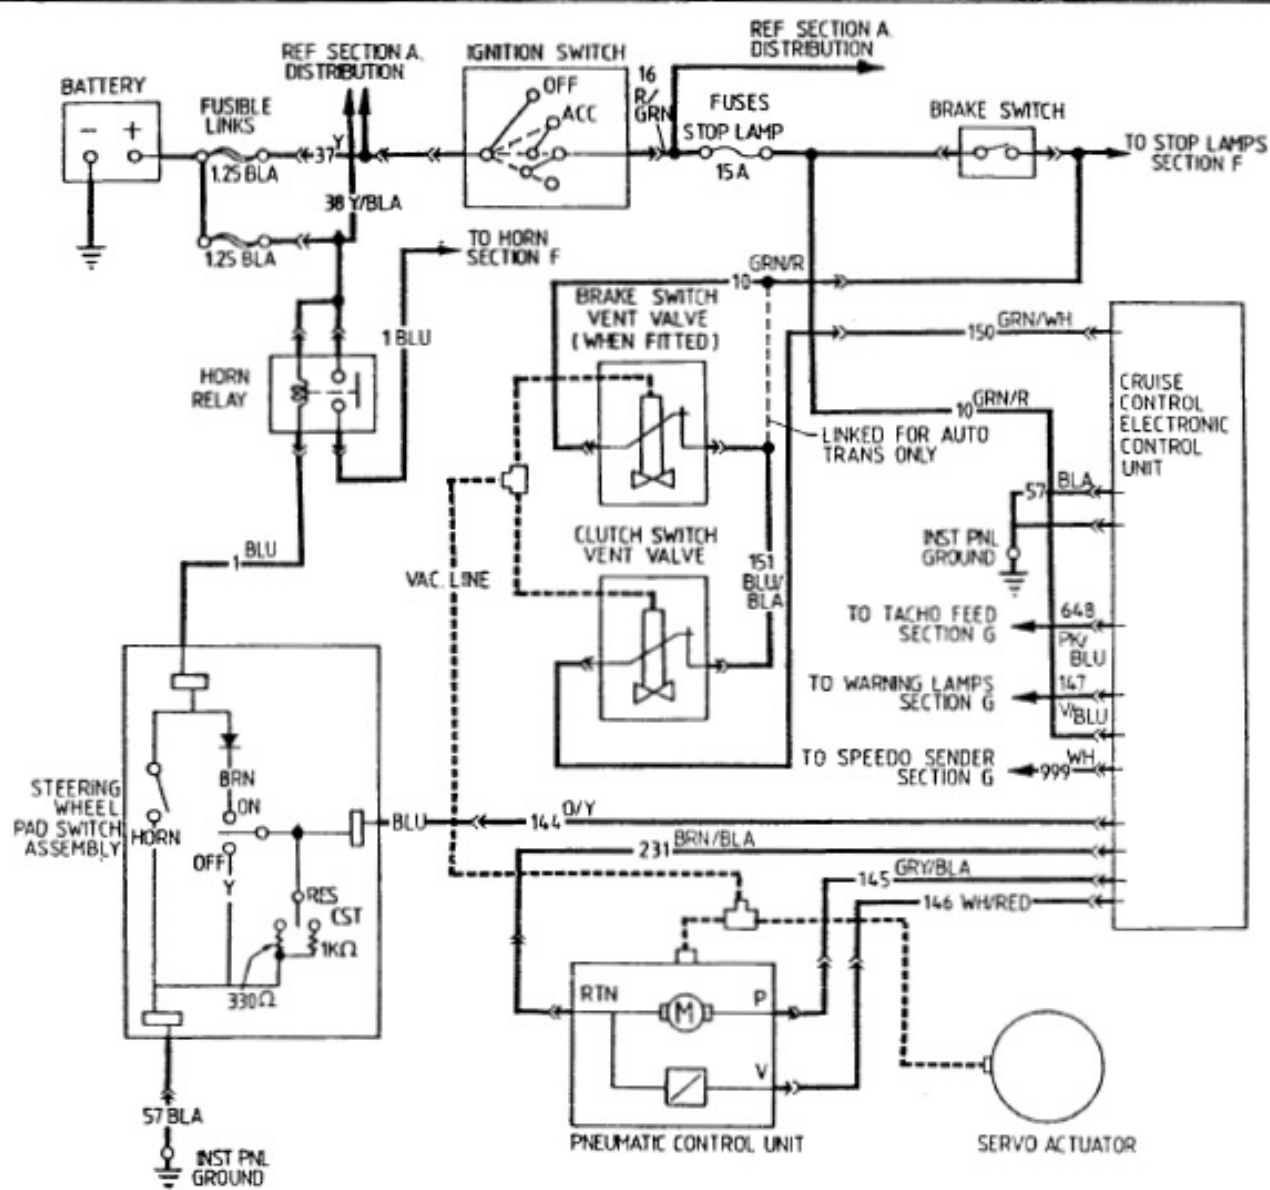 REF SECTION A.
DISTRIBUTION
IGNITION SWITCH
REF SECTION A.
DISTRIBUTION
BATTERY
- +
FUSIBLE
LINKS
OFF
ACC
16
R/
GRN
FUSES
STOP LAMP
15 A
BRAKE SWITCH
TO STOP LAMPS
SECTION F
37 Y
1.25 BLA
38 Y/BLA
1.25 BLA
TO HORN
SECTION F
10 GRN/R
BRAKE SWITCH
VENT VALVE
(WHEN FITTED)
150 GRN/WH
1 BLU
HORN
RELAY
CRUISE
CONTROL
ELECTRONIC
CONTROL
UNIT
10 GRN/R
LINKED FOR AUTO
TRANS ONLY
57 BLA
INST PNL
GROUND
CLUTCH SWITCH
VENT VALVE
151
BLU/
BLA
1 BLU
VAC. LINE
TO TACHO FEED
SECTION G
648
PK/
BLU
TO WARNING LAMPS
SECTION G
147
V/BLU
TO SPEEDO SENDER
SECTION G
999 WH
STEERING
WHEEL
PAD SWITCH
ASSEMBLY
HORN
BRN
ON
OFF
Y
RES
CST
1KΩ
330Ω
BLU
144 O/Y
231 BRN/BLA
145 GRY/BLA
146 WH/RED
RTN
M
P
V
PNEUMATIC CONTROL UNIT
SERVO ACTUATOR
57 BLA
INST PNL
GROUND